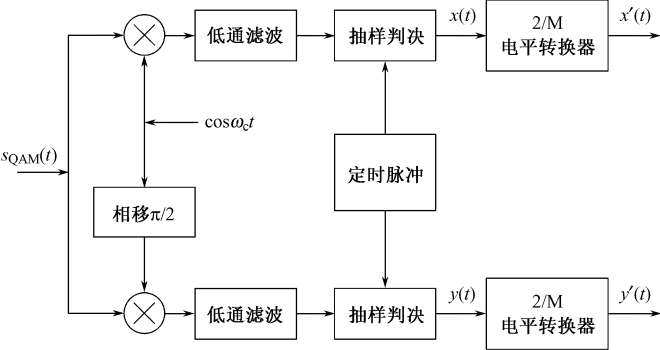 x(t)
2/M
x′(t)
低通滤波
抽样判决
电平转换器
cosω_c t
s_QAM(t)
定时脉冲
相移π/2
y(t)
2/M
y′(t)
低通滤波
抽样判决
电平转换器